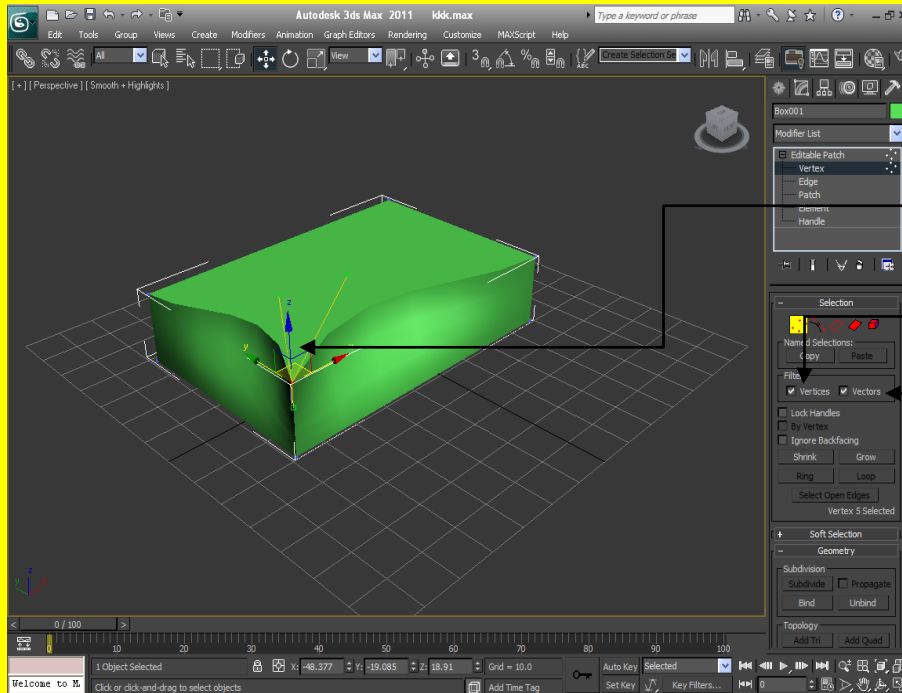 Autodesk 3ds Max 2011 kkk.max
Type a keyword or phrase
Edit Tools Group Views Create Modifiers Animation Graph Editors Rendering Customize MAXScript Help
All
View
3
Create Selection Se
[ + ] [ Perspective ] [ Smooth + Highlights ]
Box001
Modifier List
Editable Patch
Vertex
Edge
Patch
Element
Handle
z
y
Selection
Named Selections:
Copy Paste
Filter
Vertices Vectors
Lock Handles
By Vertex
Ignore Backfacing
Shrink Grow
Ring Loop
Select Open Edges
Vertex 5 Selected
+ Soft Selection
- Geometry
Subdivision
Subdivide Propagate
Bind Unbind
Topology
Add Tri Add Quad
z
y
< 0 / 100 >
0 10 20 30 40 50 60 70 80 90 100
1 Object Selected X: -48.377 Y: -19.085 Z: 18.91 Grid = 10.0 Auto Key Selected
Welcome to M Click or click-and-drag to select objects Add Time Tag Set Key Key Filters... 0